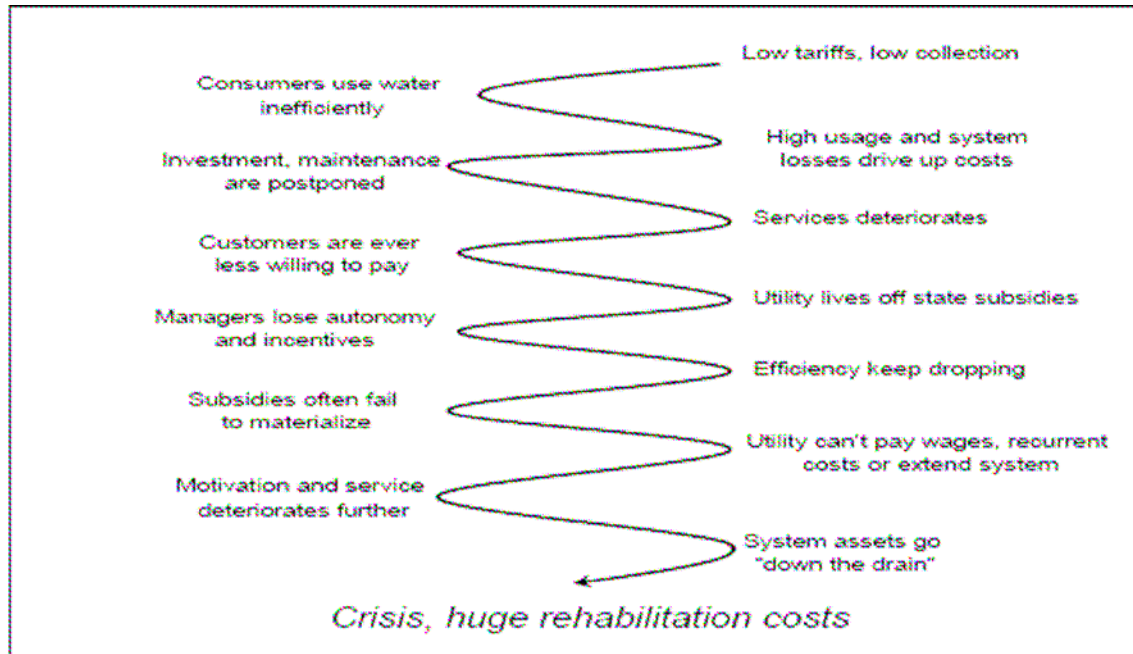 Low tariffs, low collection
Consumers use water
inefficiently
High usage and system
losses drive up costs
Investment, maintenance
are postponed
Services deteriorates
Customers are ever
less willing to pay
Utility lives off state subsidies
Managers lose autonomy
and incentives
Efficiency keep dropping
Subsidies often fail
to materialize
Utility can't pay wages, recurrent
costs or extend system
Motivation and service
deteriorates further
System assets go
"down the drain"
Crisis, huge rehabilitation costs